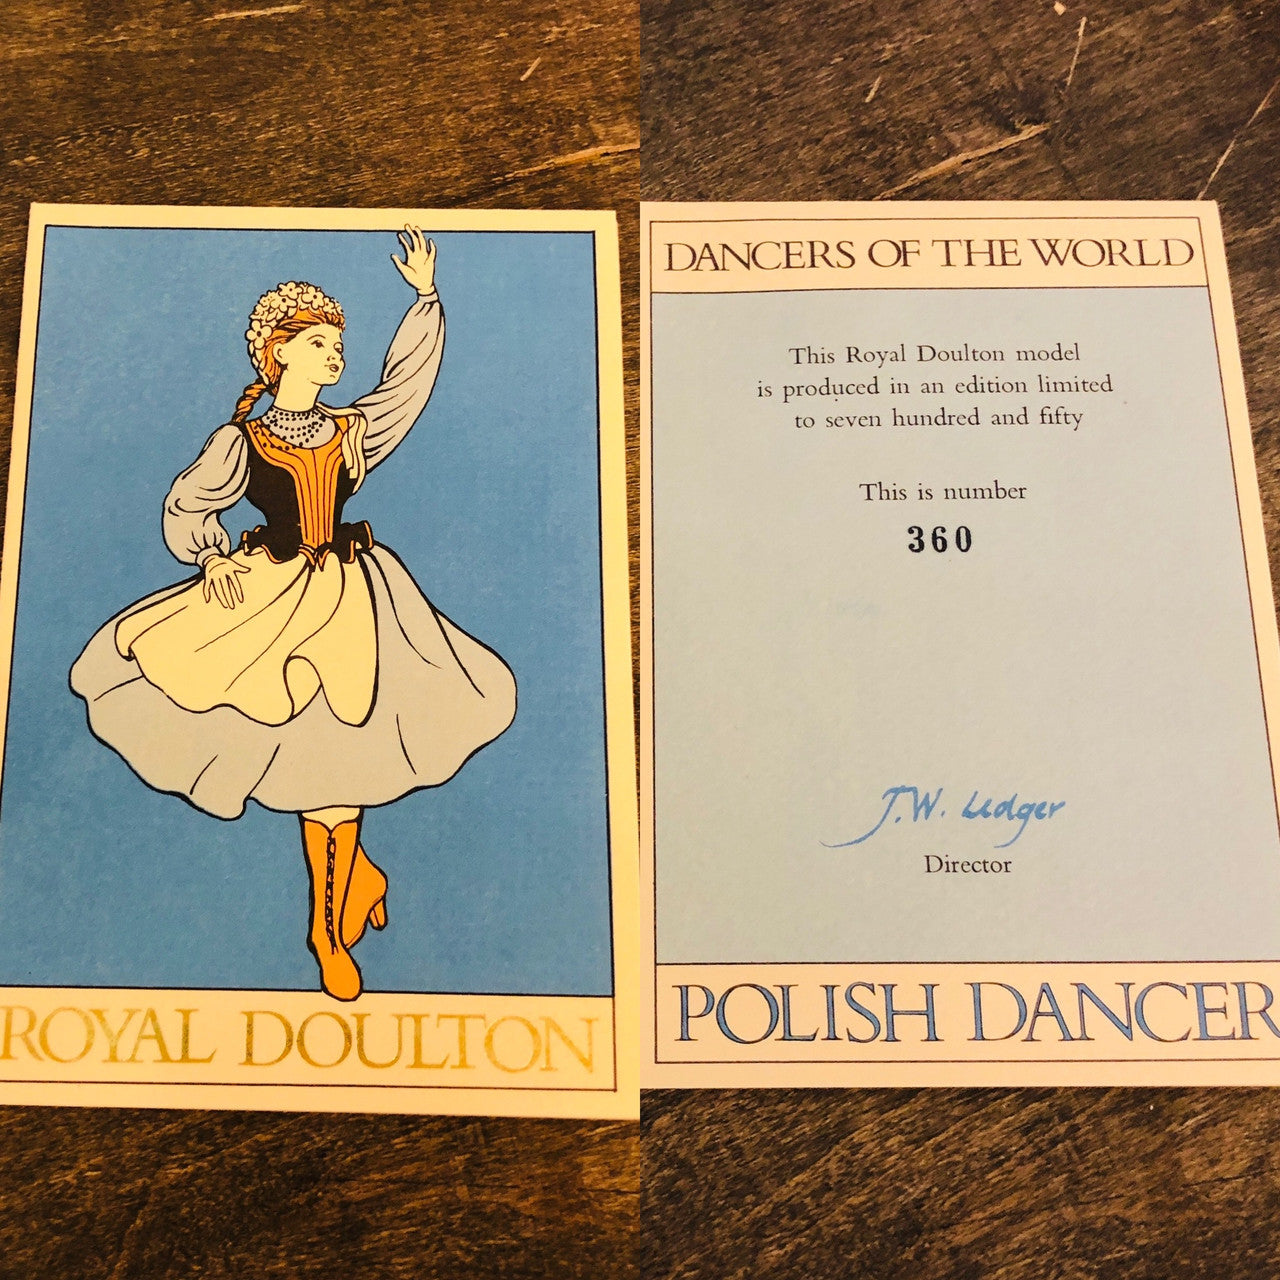 ROYAL DOULTON
DANCERS OF THE WORLD
This Royal Doulton model
is produced in an edition limited
to seven hundred and fifty
This is number
360
J.W. Ledger
Director
POLISH DANCER